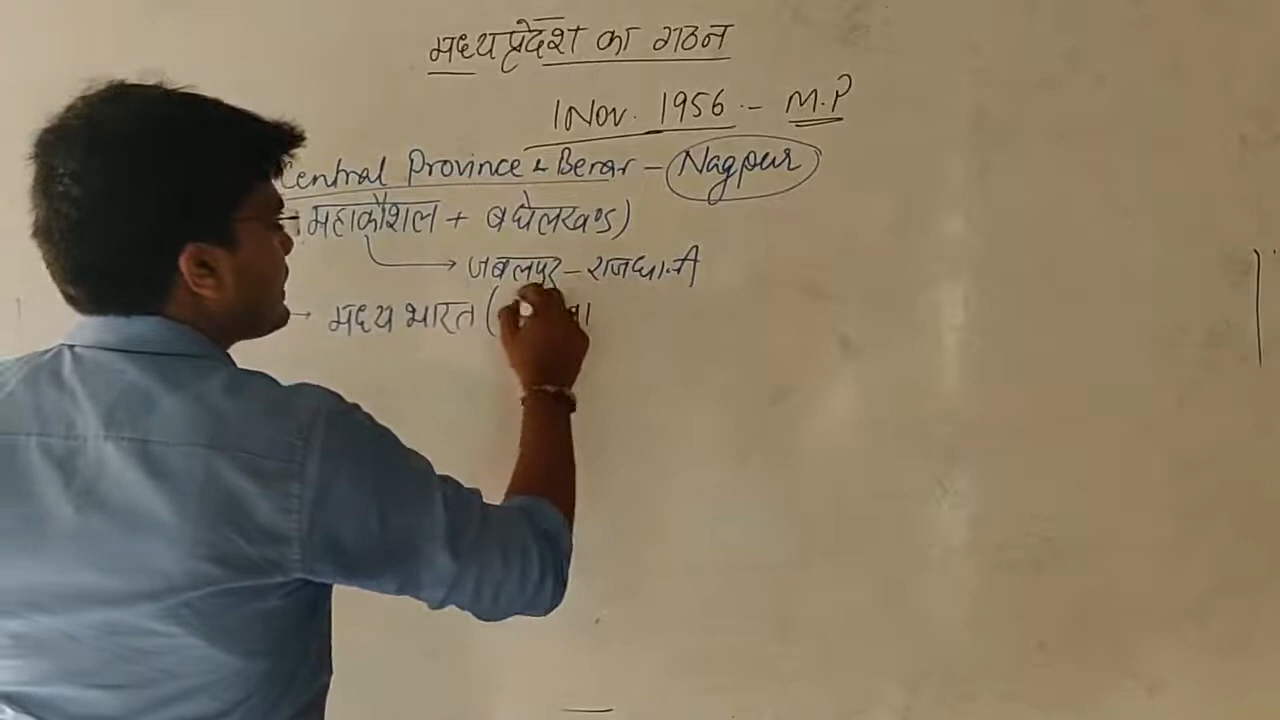 मध्यप्रदेश का गठन
1 Nov. 1956 - M.P
Central Province & Berar - Nagpur
महाकौशल + बघेलखण्ड)
→ जबलपुर - राजधानी
→ मध्य भारत (